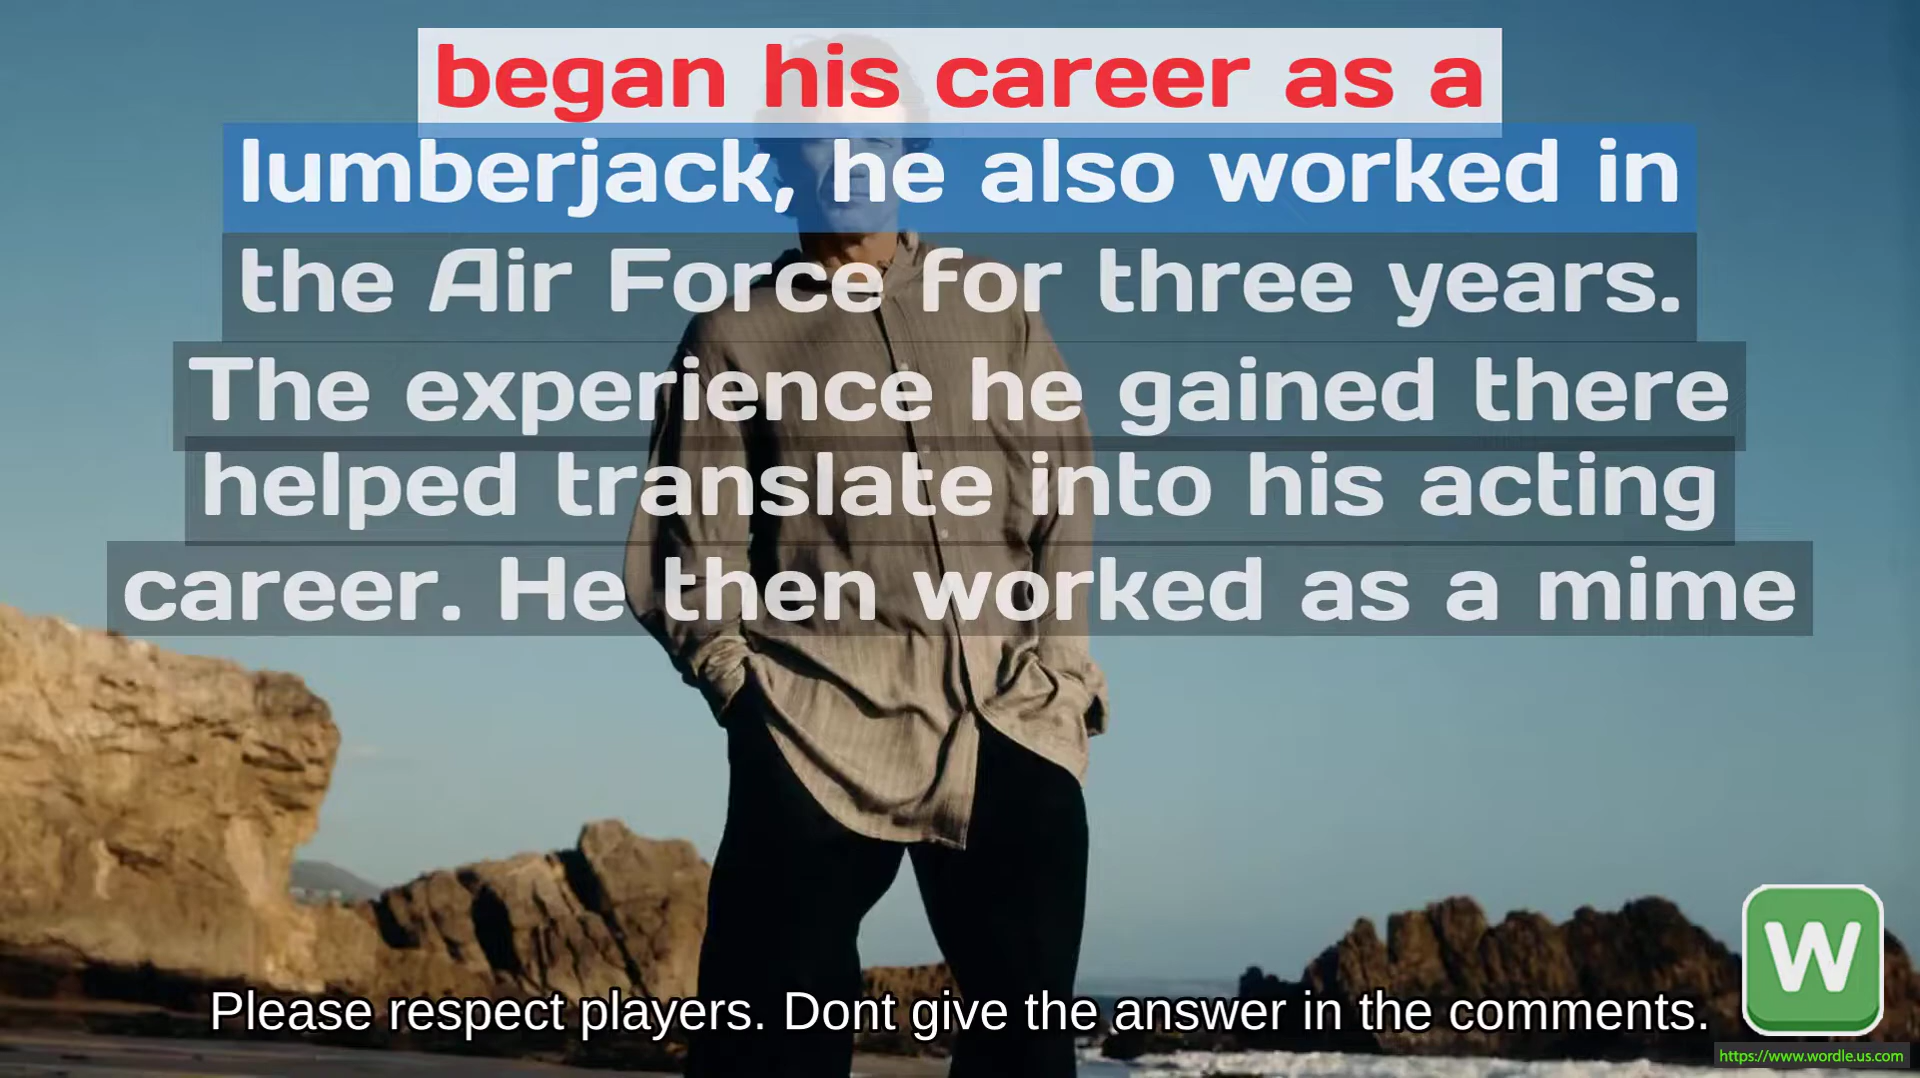 began his career as a
lumberjack, he also worked in
the Air Force for three years.
The experience he gained there
helped translate into his acting
career. He then worked as a mime
W
Please respect players. Dont give the answer in the comments.
https://www.wordle.us.com